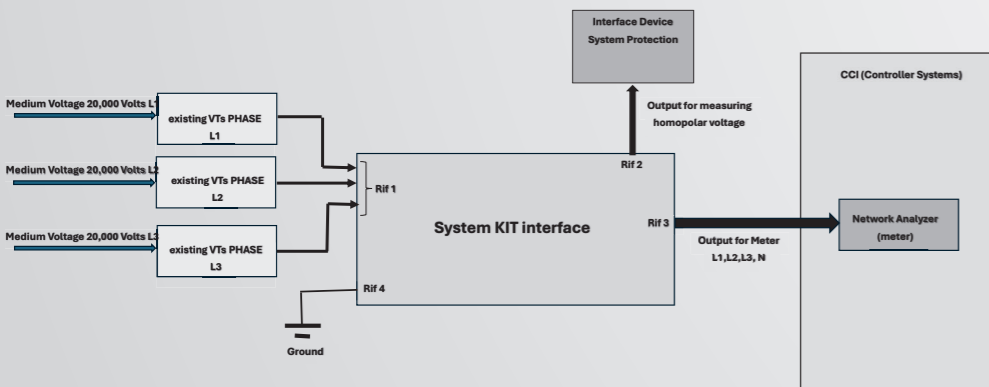 Interface Device
System Protection
CCI (Controller Systems)
Medium Voltage 20,000 Volts L1
existing VTs PHASE
L1
Output for measuring
homopolar voltage
Medium Voltage 20,000 Volts L2
existing VTs PHASE
L2
Rif 1
Rif 2
System KIT interface
Rif 3
Network Analyzer
(meter)
Output for Meter
L1,L2,L3, N
Medium Voltage 20,000 Volts L3
existing VTs PHASE
L3
Rif 4
Ground